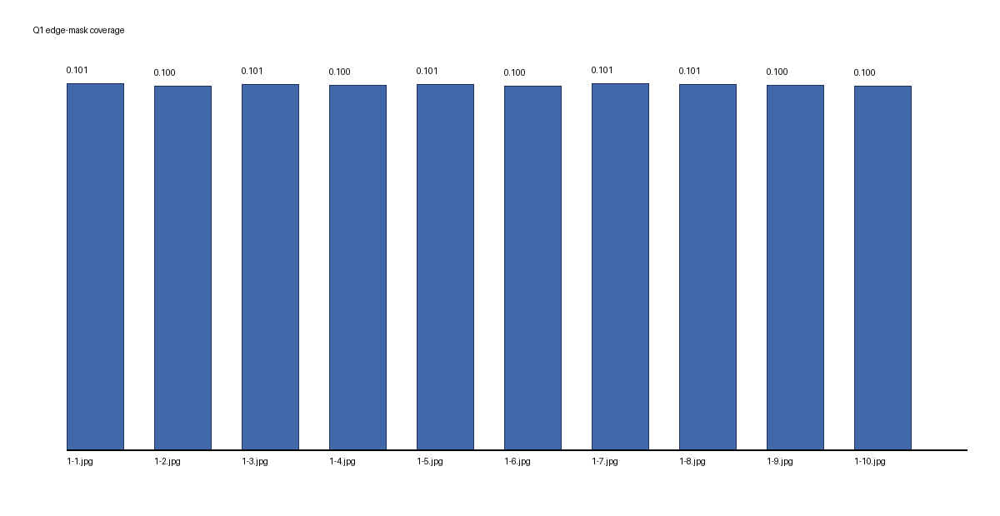 Q1 edge-mask coverage
0.101 0.100 0.101 0.100 0.101 0.100 0.101 0.101 0.100 0.100
1-1.jpg 1-2.jpg 1-3.jpg 1-4.jpg 1-5.jpg 1-6.jpg 1-7.jpg 1-8.jpg 1-9.jpg 1-10.jpg